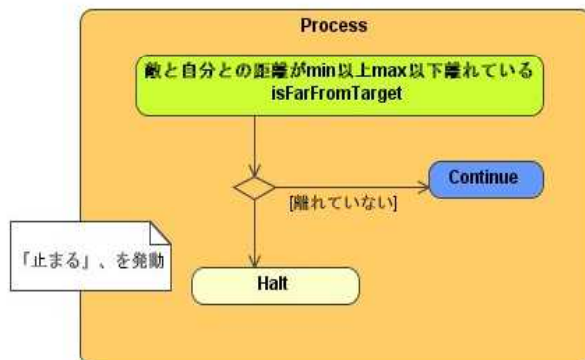 Process
敵と自分との距離がmin以上max以下離れている
isFarFromTarget
Continue
[離れていない]
「止まる」、を発動
Halt